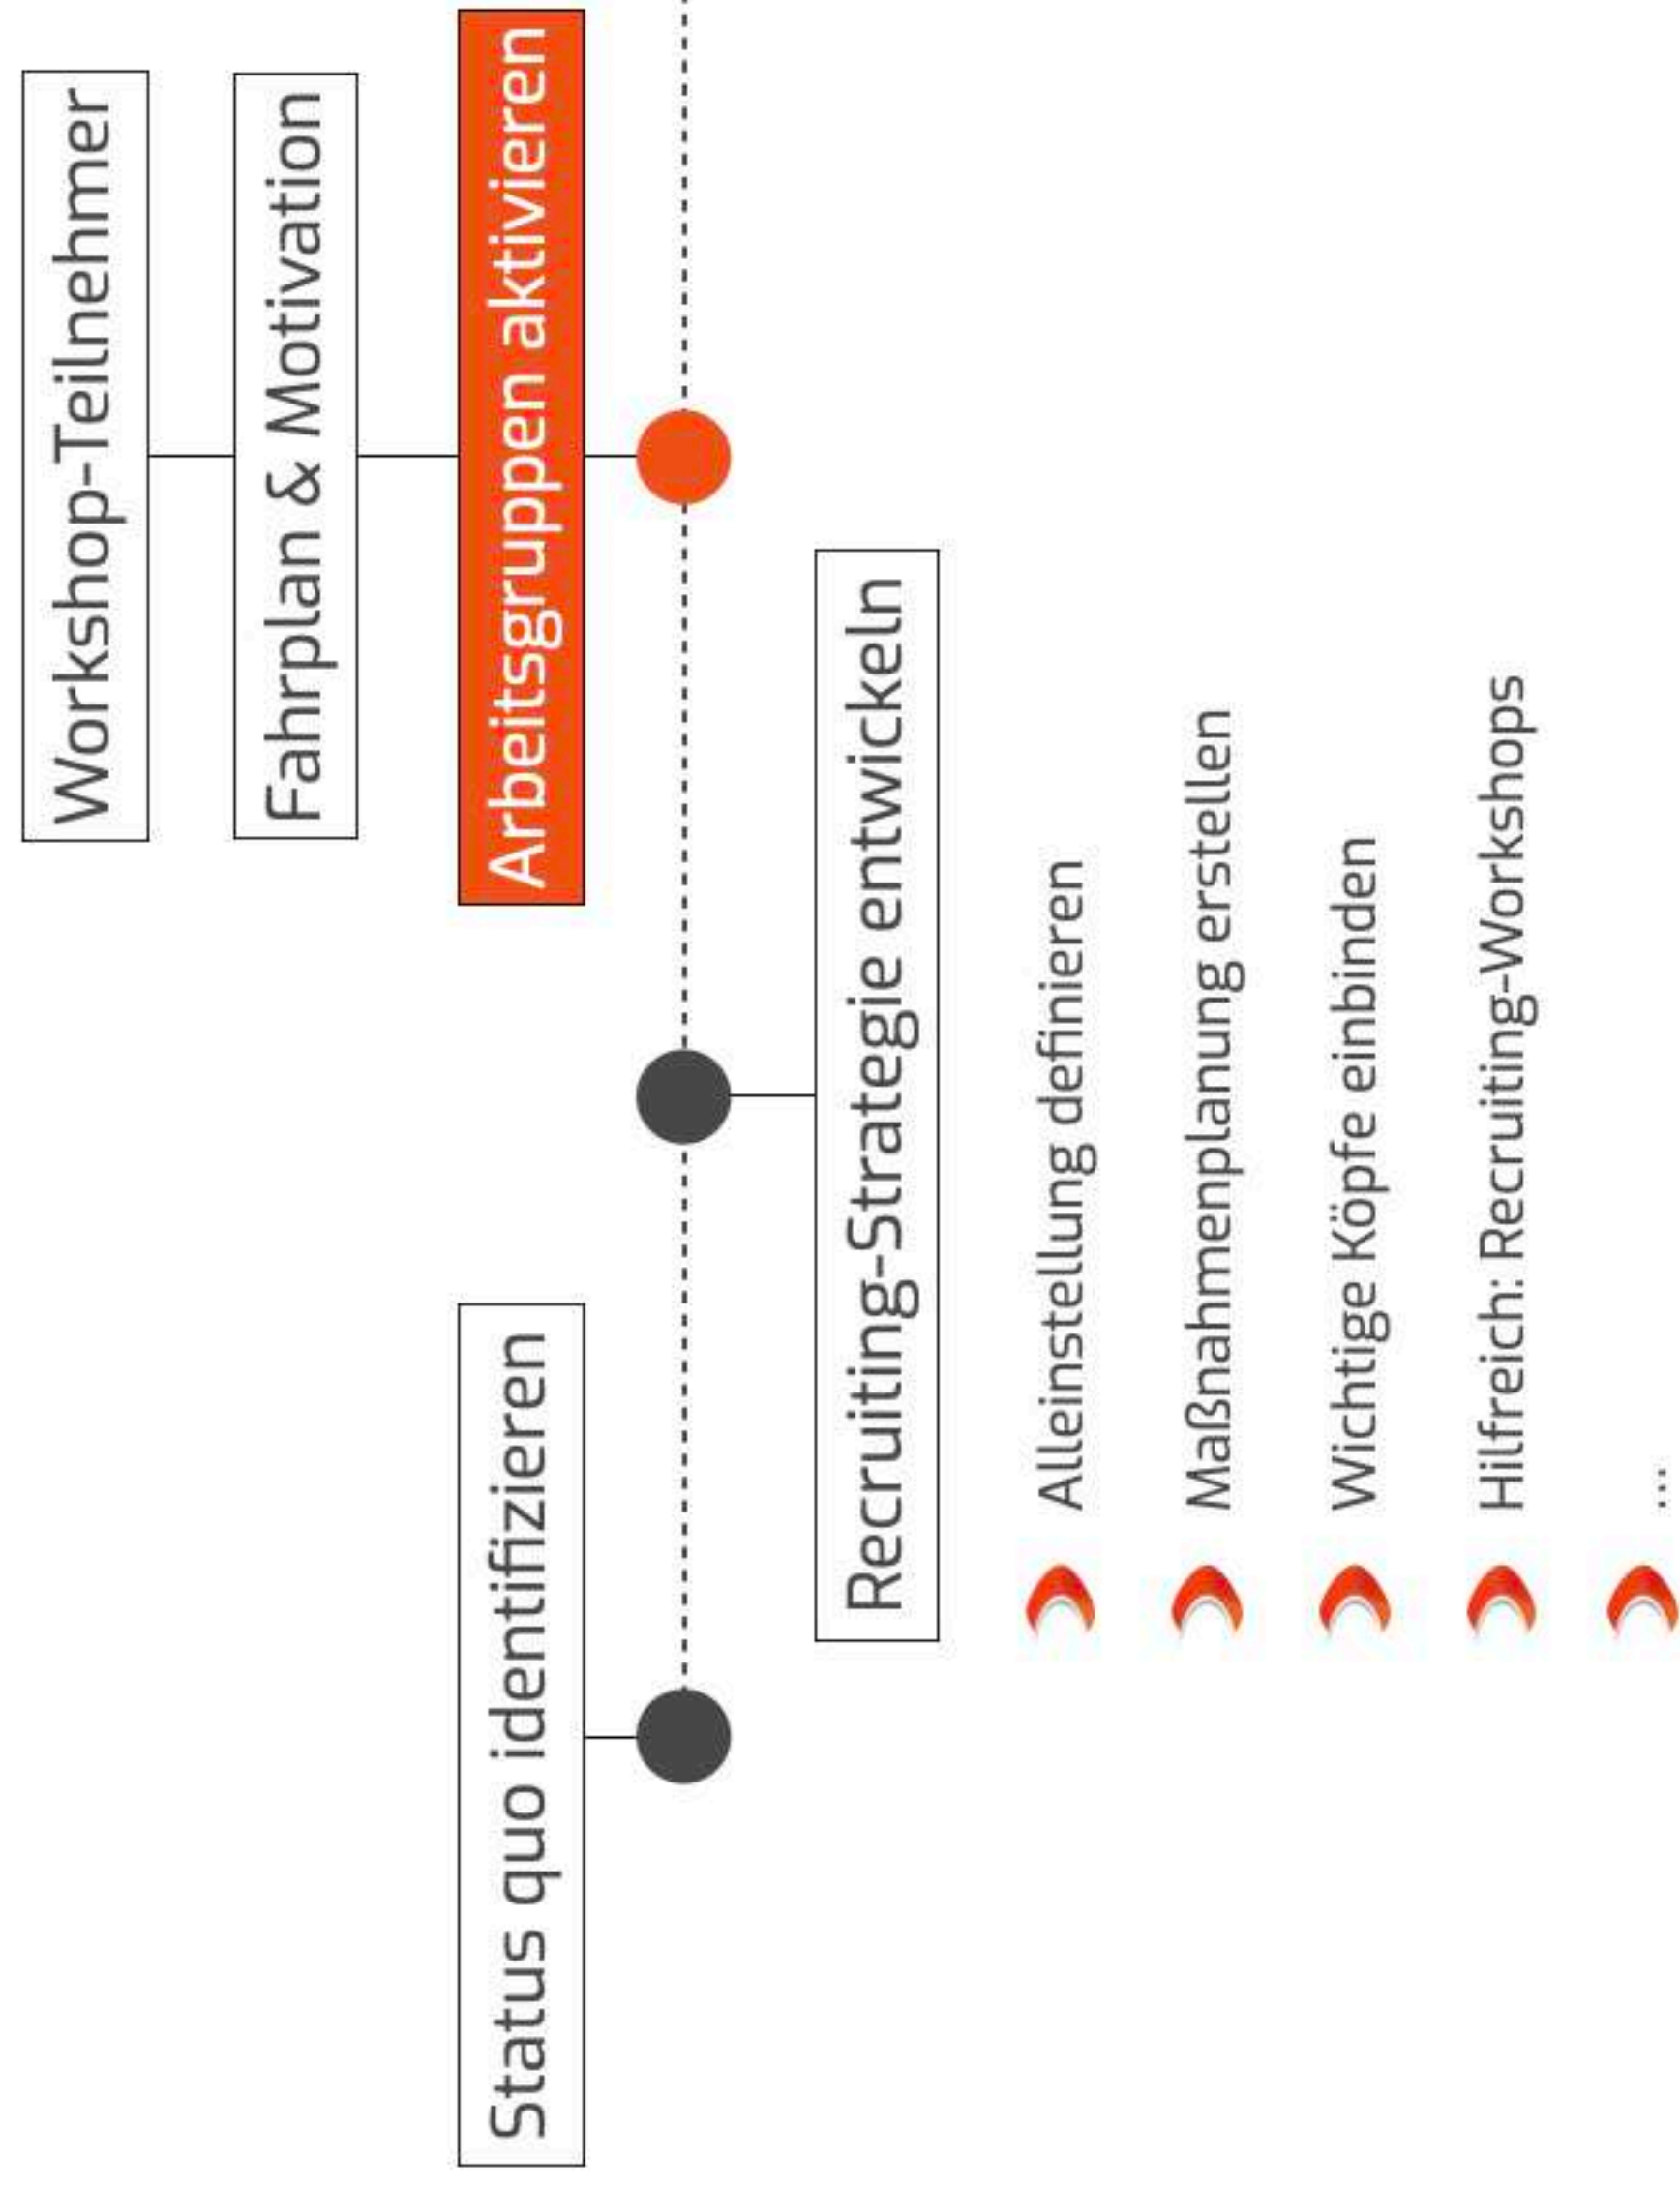 Workshop-Teilnehmer
Fahrplan & Motivation
Status quo identifizieren
Arbeitsgruppen aktivieren
Recruiting-Strategie entwickeln
Alleinstellung definieren
Maßnahmenplanung erstellen
Wichtige Köpfe einbinden
Hilfreich: Recruiting-Workshops
...